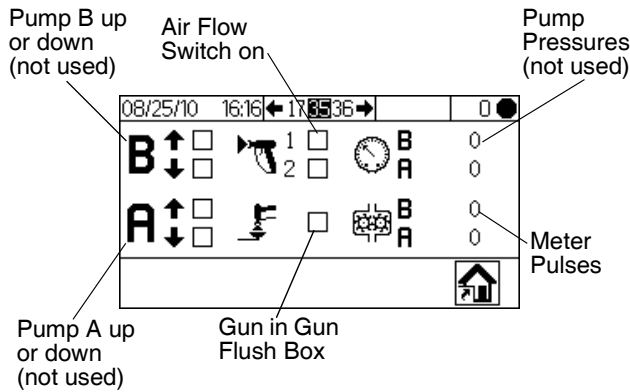 Pump B up
or down
(not used)
Air Flow
Switch on
Pump
Pressures
(not used)
08/25/10 16:16 17 35 36 0
B 1 B 0
2 A 0
A B 0
A 0
Meter
Pulses
Pump A up
or down
(not used)
Gun in Gun
Flush Box